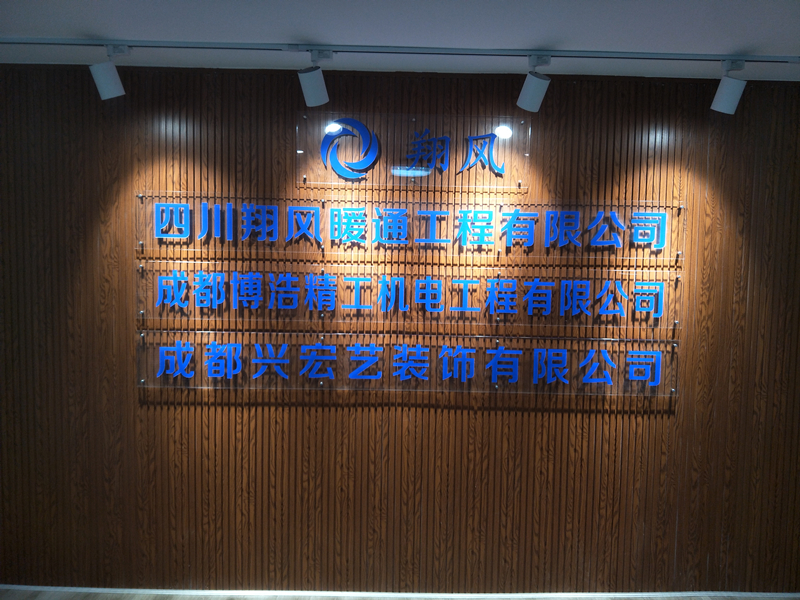 翔风
四川翔风暖通工程有限公司
成都博浩精工机电工程有限公司
成都兴宏艺装饰有限公司